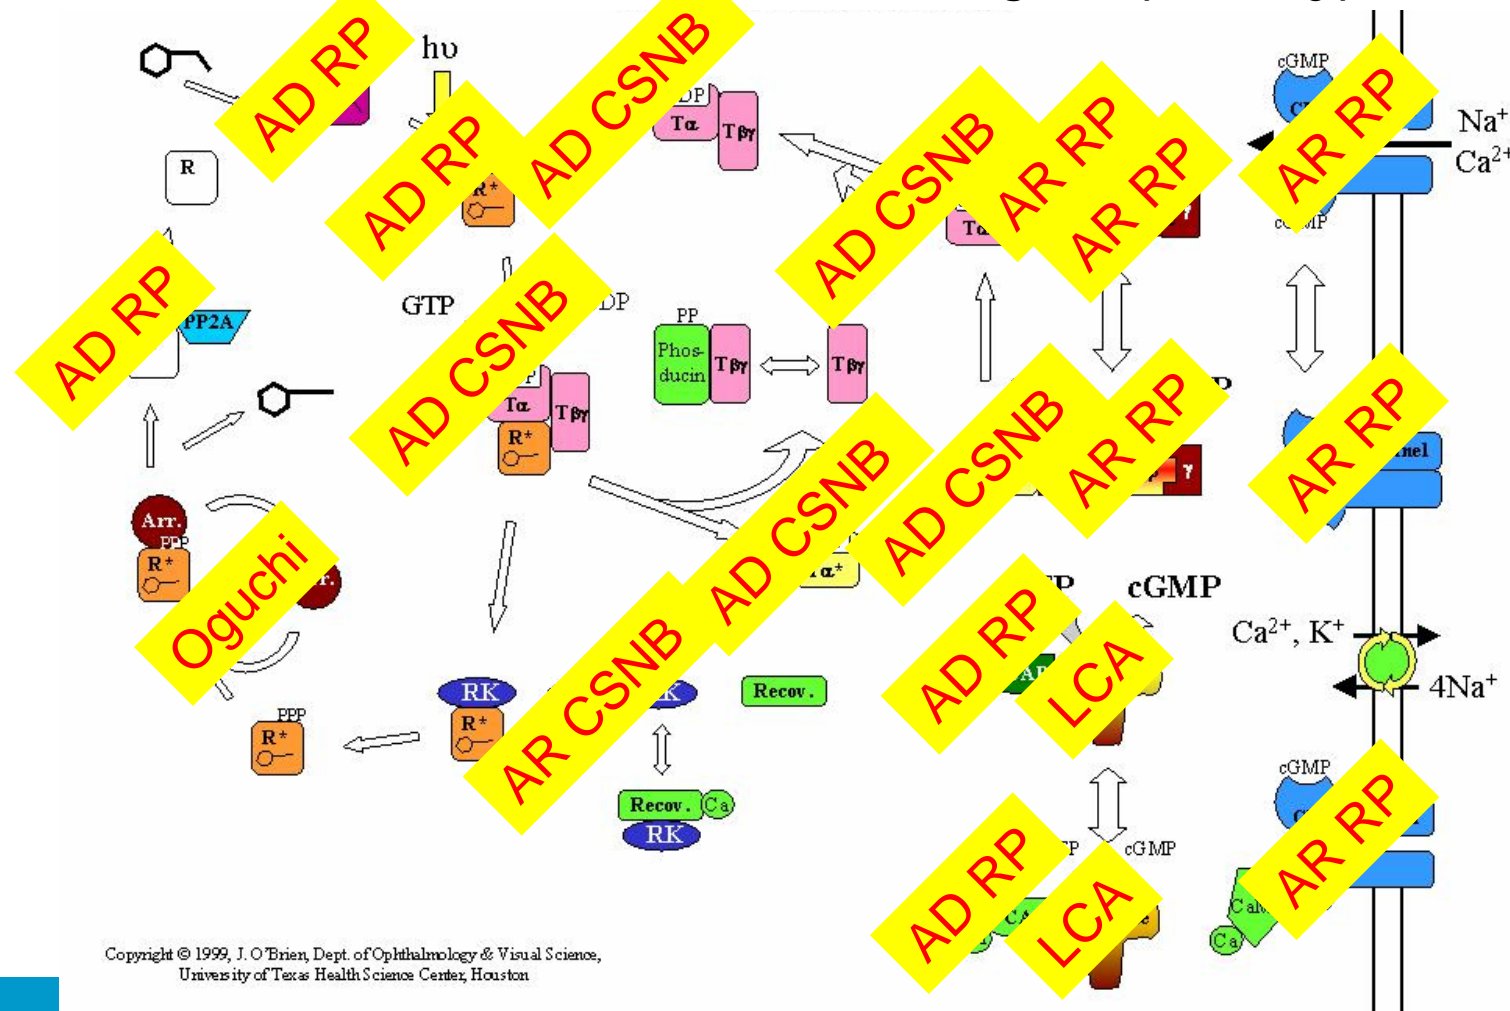 hυ
AD RP
AD RP
AD CSNB
R
R*
Tα
Tβγ
AD CSNB
AR RP
AR RP
Tα
γ
cGMP
AR RP
Na+
Ca2+
AD RP
PP2A
GTP
AD CSNB
Tα
Tβγ
R*
PP
Phos-
ducin
Tβγ
Tβγ
AD CSNB
AR RP
γ
AR RP
Arr.
PPP
R*
Oguchi
AD CSNB
AR CSNB
AD RP
LCA
cGMP
Ca2+, K+
4Na+
RK
R*
PPP
R*
Recov.
Recov.
Ca
RK
AD RP
LCA
cGMP
cGMP
AR RP
Ca
Copyright © 1999, J. O'Brien, Dept. of Ophthalmology & Visual Science,
University of Texas Health Science Center, Houston